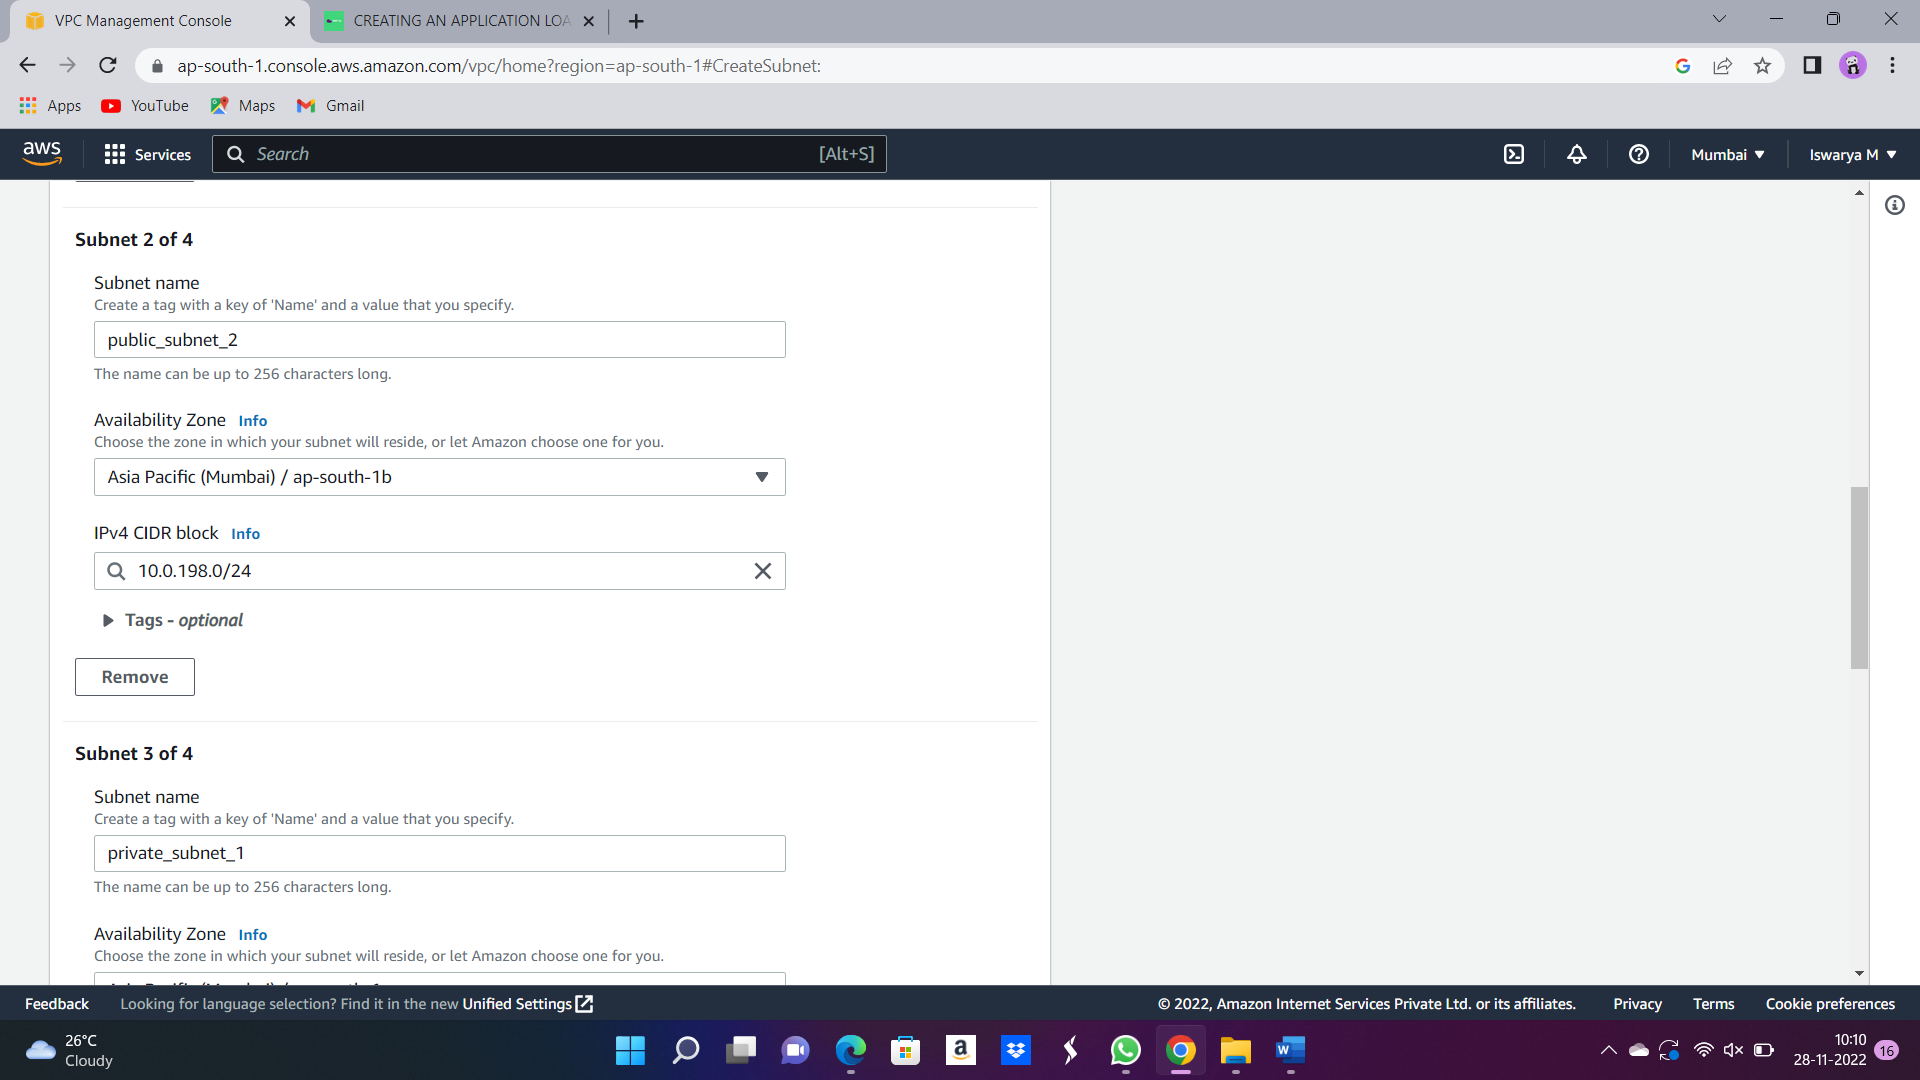 VPC Management Console
CREATING AN APPLICATION LOA
ap-south-1.console.aws.amazon.com/vpc/home?region=ap-south-1#CreateSubnet:
Apps YouTube Maps Gmail
aws Services Search [Alt+S] Mumbai Iswarya M
Subnet 2 of 4
Subnet name
Create a tag with a key of 'Name' and a value that you specify.
public_subnet_2
The name can be up to 256 characters long.
Availability Zone Info
Choose the zone in which your subnet will reside, or let Amazon choose one for you.
Asia Pacific (Mumbai) / ap-south-1b
IPv4 CIDR block Info
10.0.198.0/24
Tags - optional
Remove
Subnet 3 of 4
Subnet name
Create a tag with a key of 'Name' and a value that you specify.
private_subnet_1
The name can be up to 256 characters long.
Availability Zone Info
Choose the zone in which your subnet will reside, or let Amazon choose one for you.
Feedback Looking for language selection? Find it in the new Unified Settings © 2022, Amazon Internet Services Private Ltd. or its affiliates. Privacy Terms Cookie preferences
26°C
Cloudy
10:10
28-11-2022
16